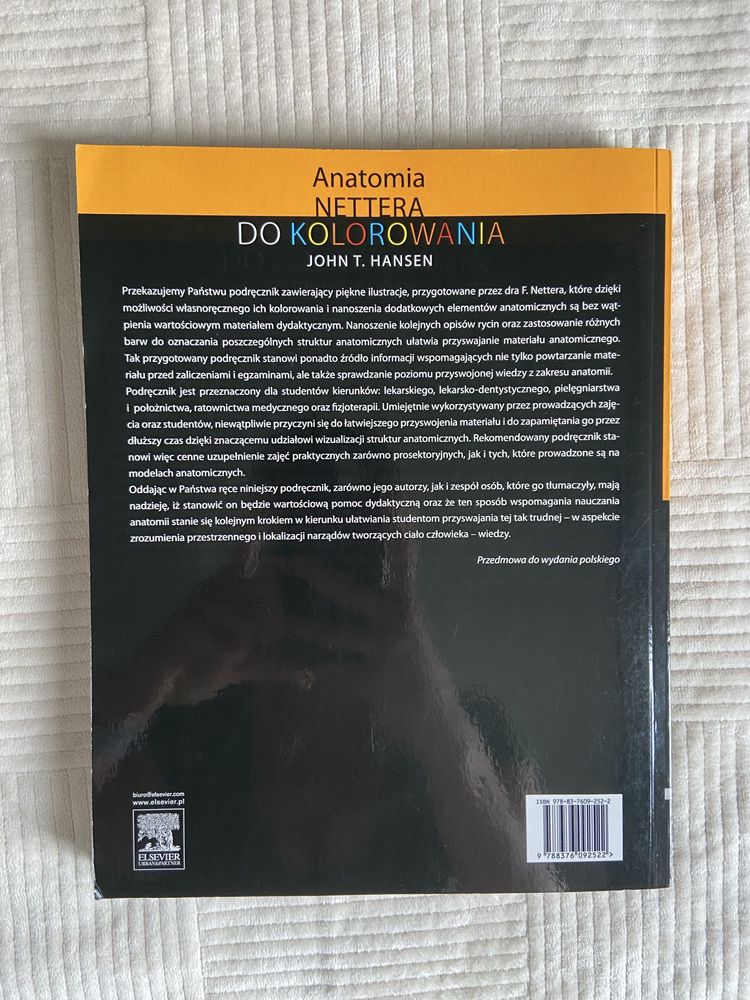 Anatomia
NETTERA
DO KOLOROWANIA
JOHN T. HANSEN
Przekazujemy Państwu podręcznik zawierający piękne ilustracje, przygotowane przez dra F. Nettera, które dzięki
możliwości własnoręcznego ich kolorowania i nanoszenia dodatkowych elementów anatomicznych są bez wąt-
pienia wartościowym materiałem dydaktycznym. Nanoszenie kolejnych opisów rycin oraz zastosowanie różnych
barw do oznaczania poszczególnych struktur anatomicznych ułatwia przyswajanie materiału anatomicznego.
Tak przygotowany podręcznik stanowi ponadto źródło informacji wspomagających nie tylko powtarzanie mate-
riału przed zaliczeniami i egzaminami, ale także sprawdzanie poziomu przyswojonej wiedzy z zakresu anatomii.
Podręcznik jest przeznaczony dla studentów kierunków: lekarskiego, lekarsko-dentystycznego, pielęgniarstwa
i położnictwa, ratownictwa medycznego oraz fizjoterapii. Umiejętnie wykorzystywany przez prowadzących zaję-
cia oraz studentów, niewątpliwie przyczyni się do łatwiejszego przyswojenia materiału i do zapamiętania go przez
dłuższy czas dzięki znaczącemu udziałowi wizualizacji struktur anatomicznych. Rekomendowany podręcznik sta-
nowi więc cenne uzupełnienie zajęć praktycznych zarówno prosektoryjnych, jak i tych, które prowadzone są na
modelach anatomicznych.
Oddając w Państwa ręce niniejszy podręcznik, zarówno jego autorzy, jak i zespół osób, które go tłumaczyły, mają
nadzieję, iż stanowić on będzie wartościową pomoc dydaktyczną oraz że ten sposób wspomagania nauczania
anatomii stanie się kolejnym krokiem w kierunku ułatwiania studentom przyswajania tej tak trudnej – w aspekcie
zrozumienia przestrzennego i lokalizacji narządów tworzących ciało człowieka – wiedzy.
Przedmowa do wydania polskiego
biuro@elsevier.com
www.elsevier.pl
ELSEVIER
URBAN&PARTNER
ISBN 978-83-7609-252-2
9 788376 092522 >